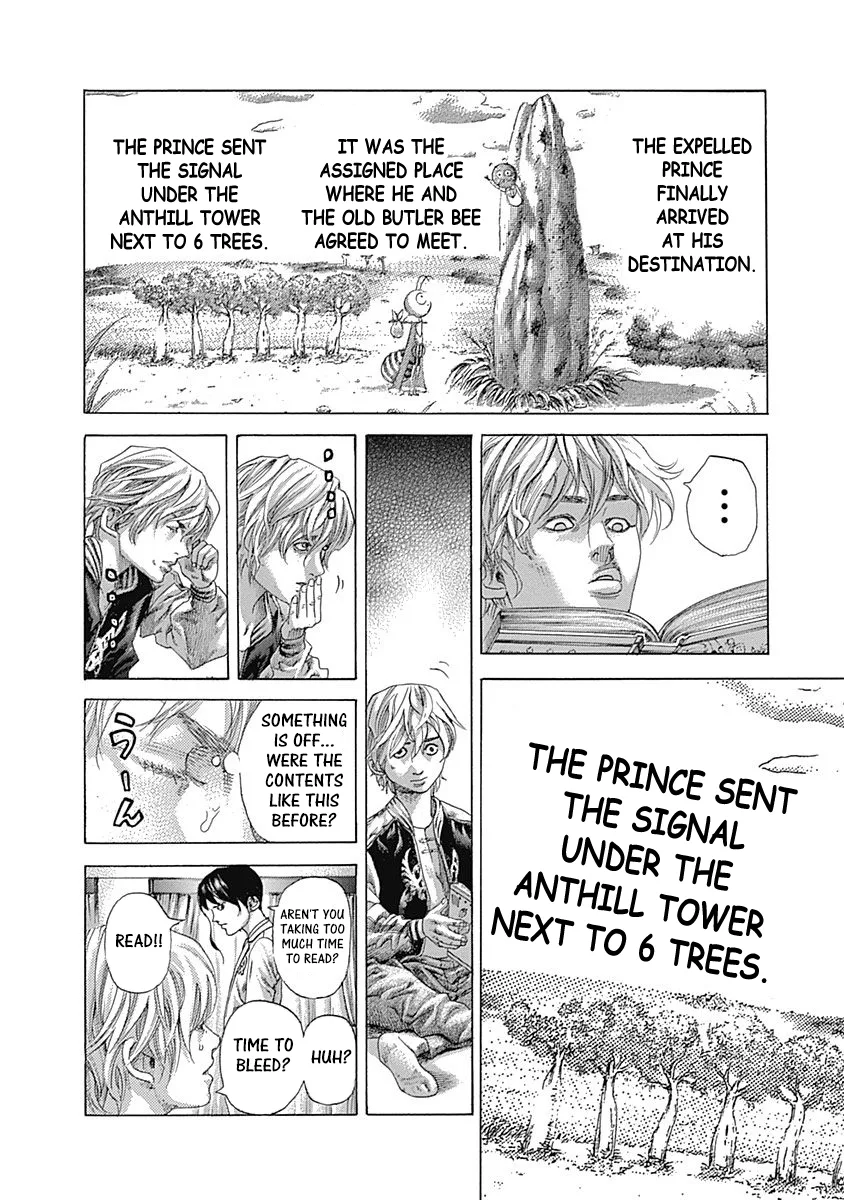 THE EXPELLED
PRINCE
FINALLY
ARRIVED
AT HIS
DESTINATION.
IT WAS THE
ASSIGNED PLACE
WHERE HE AND
THE OLD BUTLER BEE
AGREED TO MEET.
THE PRINCE SENT
THE SIGNAL
UNDER THE
ANTHILL TOWER
NEXT TO 6 TREES.
...
THE PRINCE SENT
THE SIGNAL
UNDER THE
ANTHILL TOWER
NEXT TO 6 TREES.
SOMETHING
IS OFF...
WERE THE
CONTENTS
LIKE THIS
BEFORE?
うーん
AREN'T YOU
TAKING TOO
MUCH TIME
TO READ?
HUH?
TIME TO
BLEED?
READ!!